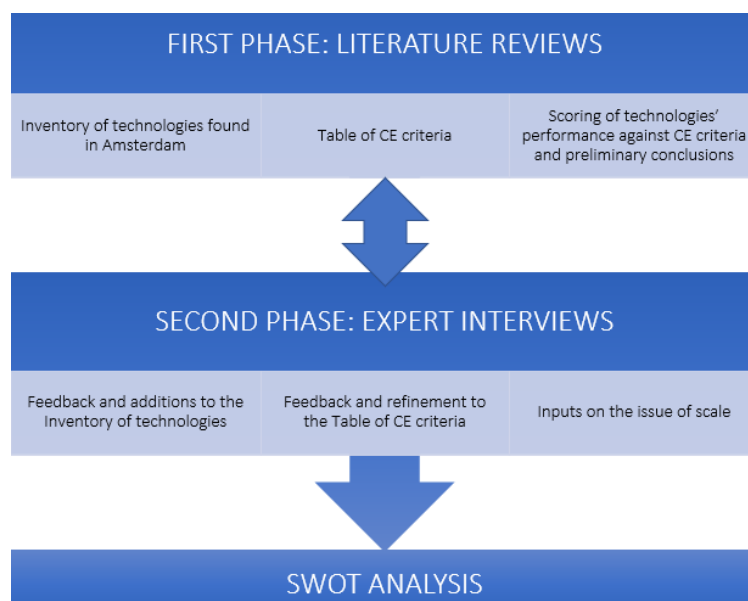 FIRST PHASE: LITERATURE REVIEWS
Inventory of technologies found
in Amsterdam
Table of CE criteria
Scoring of technologies’
performance against CE criteria
and preliminary conclusions
SECOND PHASE: EXPERT INTERVIEWS
Feedback and additions to the
Inventory of technologies
Feedback and refinement to
the Table of CE criteria
Inputs on the issue of scale
SWOT ANALYSIS